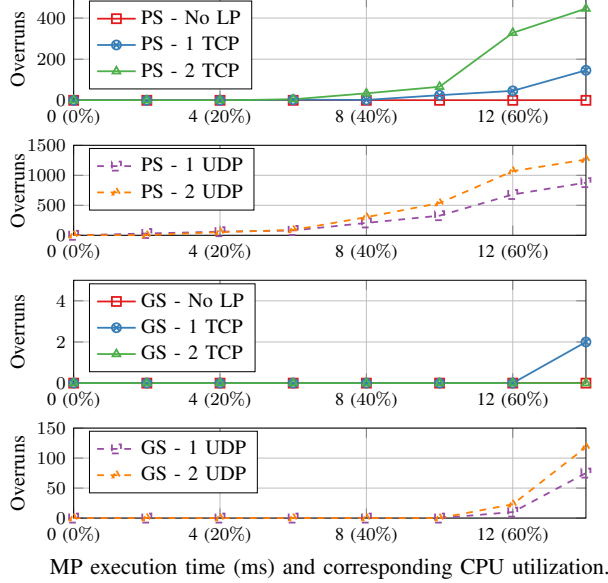 400
200
0
Overruns
PS - No LP
PS - 1 TCP
PS - 2 TCP
0 (0%) 4 (20%) 8 (40%) 12 (60%)
1500
1000
500
0
Overruns
PS - 1 UDP
PS - 2 UDP
0 (0%) 4 (20%) 8 (40%) 12 (60%)
4
2
0
Overruns
GS - No LP
GS - 1 TCP
GS - 2 TCP
0 (0%) 4 (20%) 8 (40%) 12 (60%)
150
100
50
0
Overruns
GS - 1 UDP
GS - 2 UDP
0 (0%) 4 (20%) 8 (40%) 12 (60%)
MP execution time (ms) and corresponding CPU utilization.